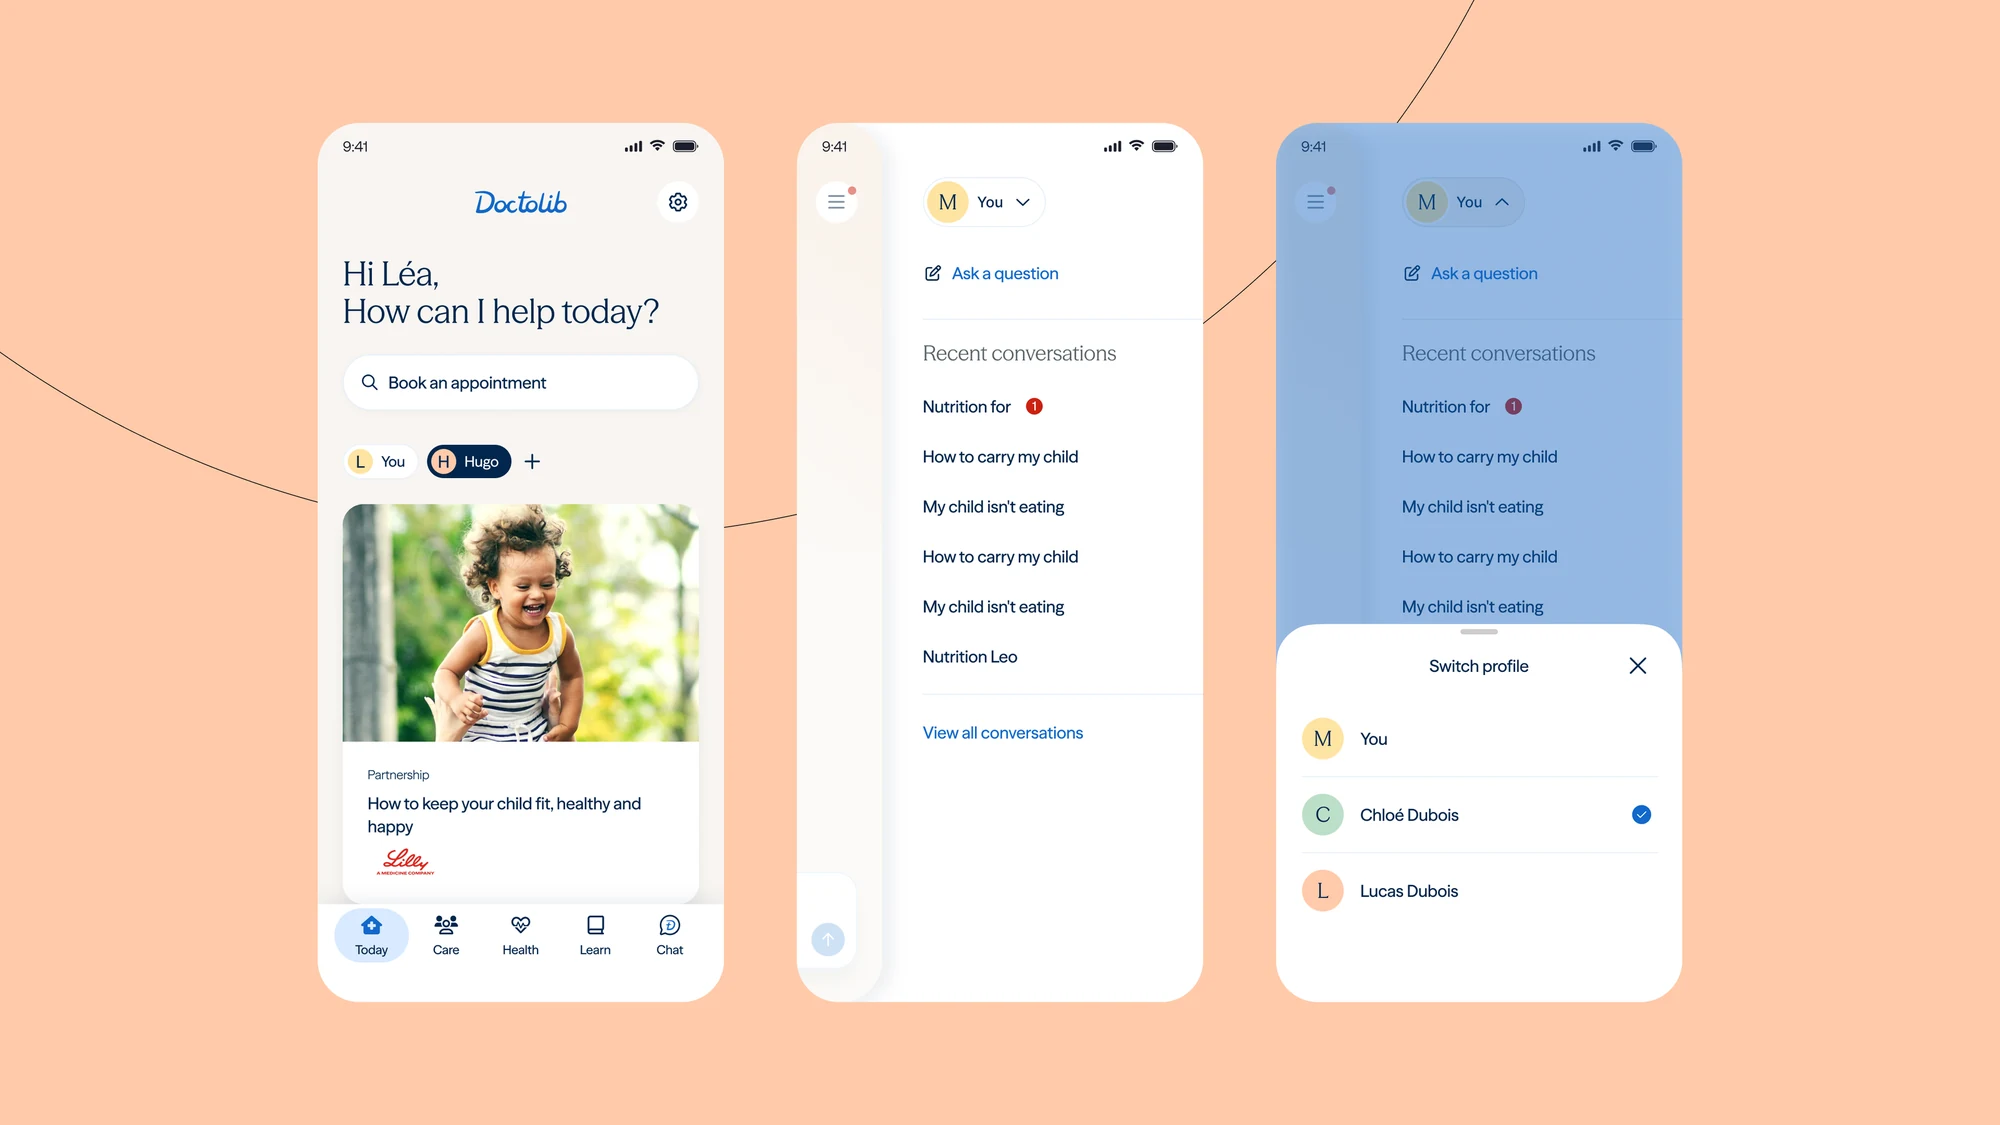 9:41
Doctolib
Hi Léa,
How can I help today?
Book an appointment
L You
H Hugo
Partnership
How to keep your child fit, healthy and
happy
Lilly
A MEDICINE COMPANY
Today
Care
Health
Learn
Chat
9:41
M You
Ask a question
Recent conversations
Nutrition for 1
How to carry my child
My child isn't eating
How to carry my child
My child isn't eating
Nutrition Leo
View all conversations
9:41
M You
Ask a question
Recent conversations
Nutrition for 1
How to carry my child
My child isn't eating
How to carry my child
My child isn't eating
Switch profile
M You
C Chloé Dubois
L Lucas Dubois